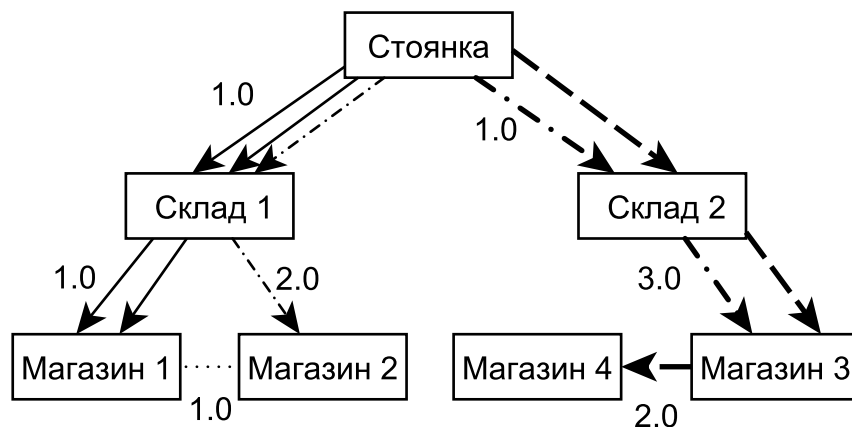 Стоянка
1.0
1.0
Склад 1
Склад 2
1.0
2.0
3.0
Магазин 1
Магазин 2
Магазин 4
Магазин 3
1.0
2.0